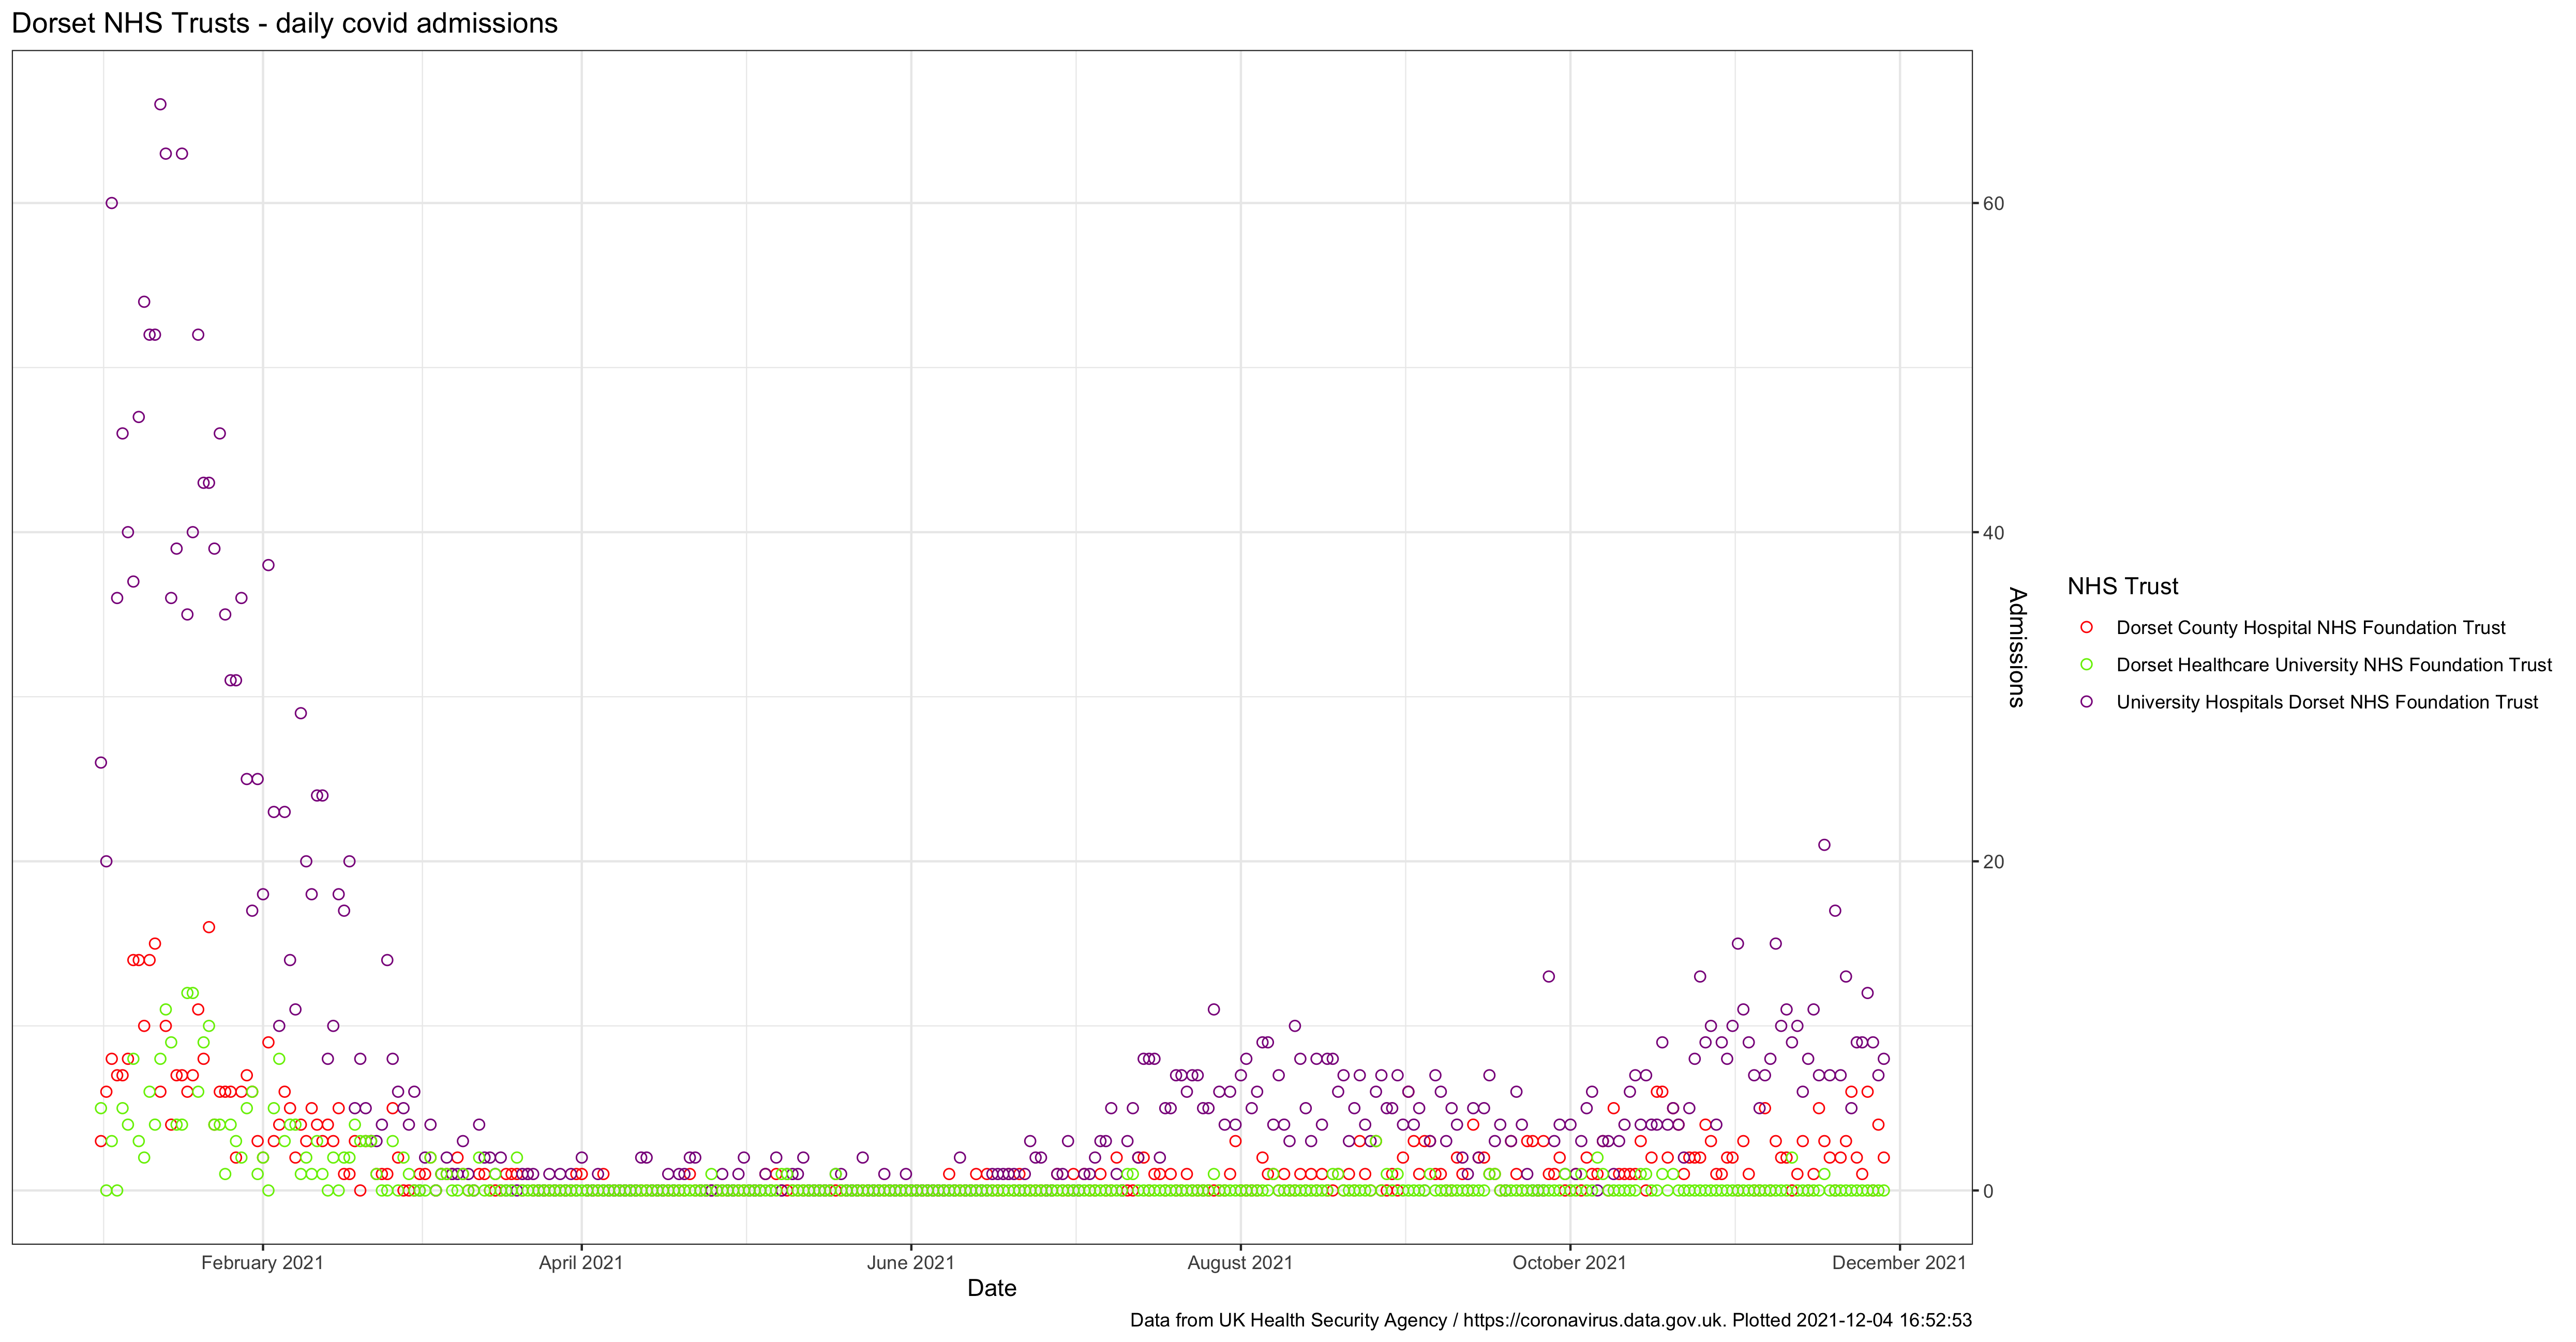 Dorset NHS Trusts - daily covid admissions
60
40
20
0
Admissions
NHS Trust
Dorset County Hospital NHS Foundation Trust
Dorset Healthcare University NHS Foundation Trust
University Hospitals Dorset NHS Foundation Trust
February 2021
April 2021
June 2021
August 2021
October 2021
December 2021
Date
Data from UK Health Security Agency / https://coronavirus.data.gov.uk. Plotted 2021-12-04 16:52:53